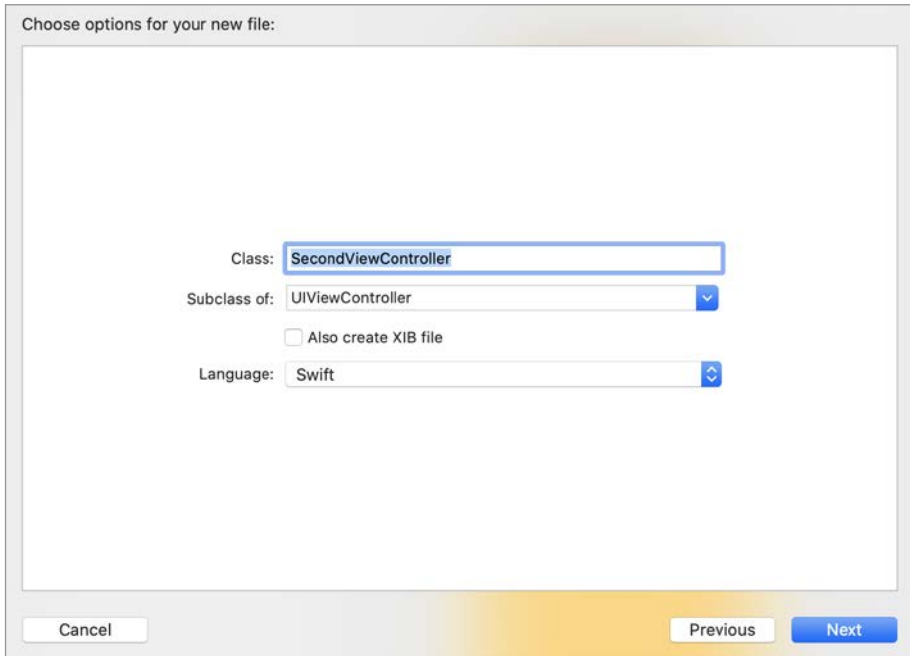 Choose options for your new file:
Class: SecondViewController
Subclass of: UIViewController
Also create XIB file
Language: Swift
Cancel Previous Next